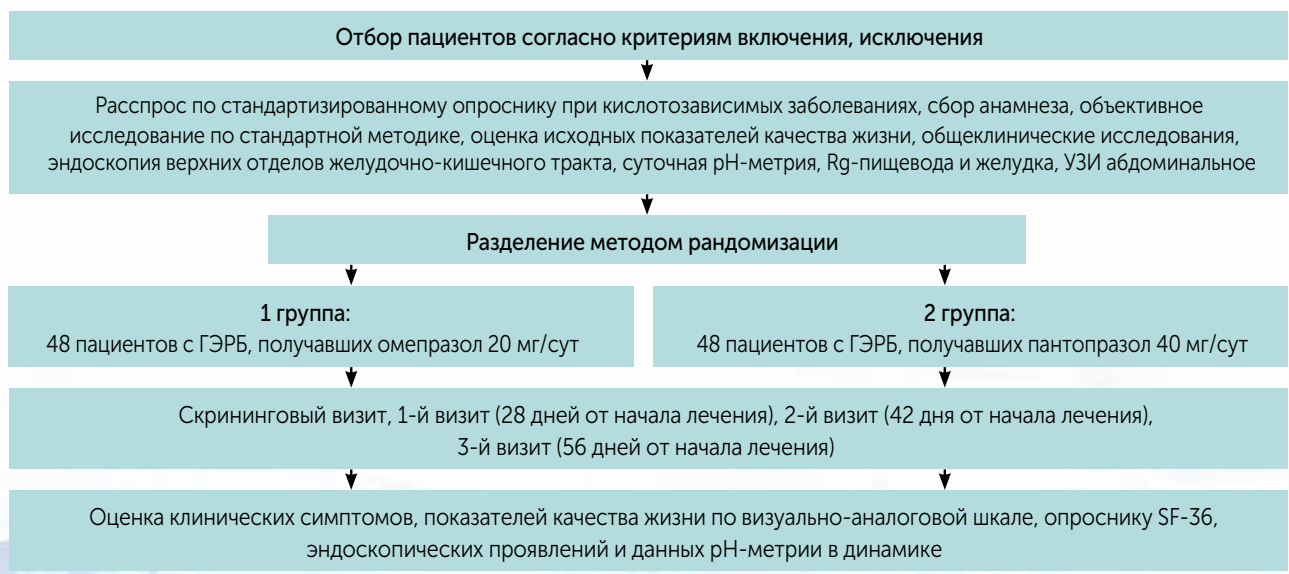 Отбор пациентов согласно критериям включения, исключения
Расспрос по стандартизированному опроснику при кислотозависимых заболеваниях, сбор анамнеза, объективное
исследование по стандартной методике, оценка исходных показателей качества жизни, общеклинические исследования,
эндоскопия верхних отделов желудочно-кишечного тракта, суточная pH-метрия, Rg-пищевода и желудка, УЗИ абдоминальное
Разделение методом рандомизации
1 группа:
48 пациентов с ГЭРБ, получавших омепразол 20 мг/сут
2 группа:
48 пациентов с ГЭРБ, получавших пантопразол 40 мг/сут
Скрининговый визит, 1-й визит (28 дней от начала лечения), 2-й визит (42 дня от начала лечения),
3-й визит (56 дней от начала лечения)
Оценка клинических симптомов, показателей качества жизни по визуально-аналоговой шкале, опроснику SF-36,
эндоскопических проявлений и данных pH-метрии в динамике